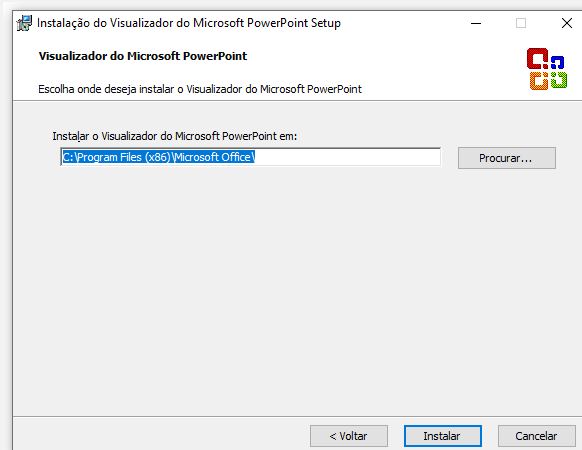 Instalação do Visualizador do Microsoft PowerPoint Setup
Visualizador do Microsoft PowerPoint
Escolha onde deseja instalar o Visualizador do Microsoft PowerPoint
Instalar o Visualizador do Microsoft PowerPoint em:
C:\Program Files (x86)\Microsoft Office\
Procurar...
< Voltar
Instalar
Cancelar